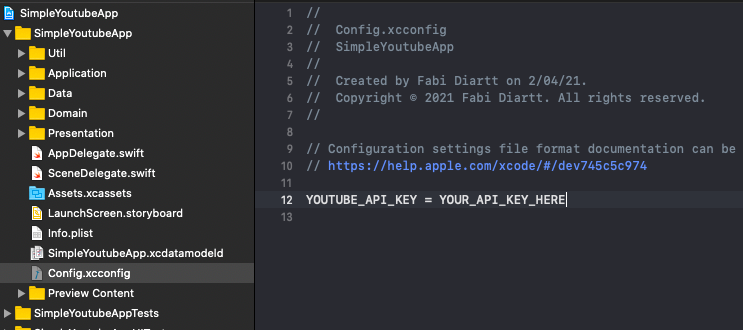 SimpleYoutubeApp
SimpleYoutubeApp
Util
Application
Data
Domain
Presentation
AppDelegate.swift
SceneDelegate.swift
Assets.xcassets
LaunchScreen.storyboard
Info.plist
SimpleYoutubeApp.xcdatamodeld
Config.xcconfig
Preview Content
SimpleYoutubeAppTests
1 //
2 // Config.xcconfig
3 // SimpleYoutubeApp
4 //
5 // Created by Fabi Diartt on 2/04/21.
6 // Copyright © 2021 Fabi Diartt. All rights reserved.
7 //
8
9 // Configuration settings file format documentation can be
10 // https://help.apple.com/xcode/#/dev745c5c974
11
12 YOUTUBE_API_KEY = YOUR_API_KEY_HERE
13